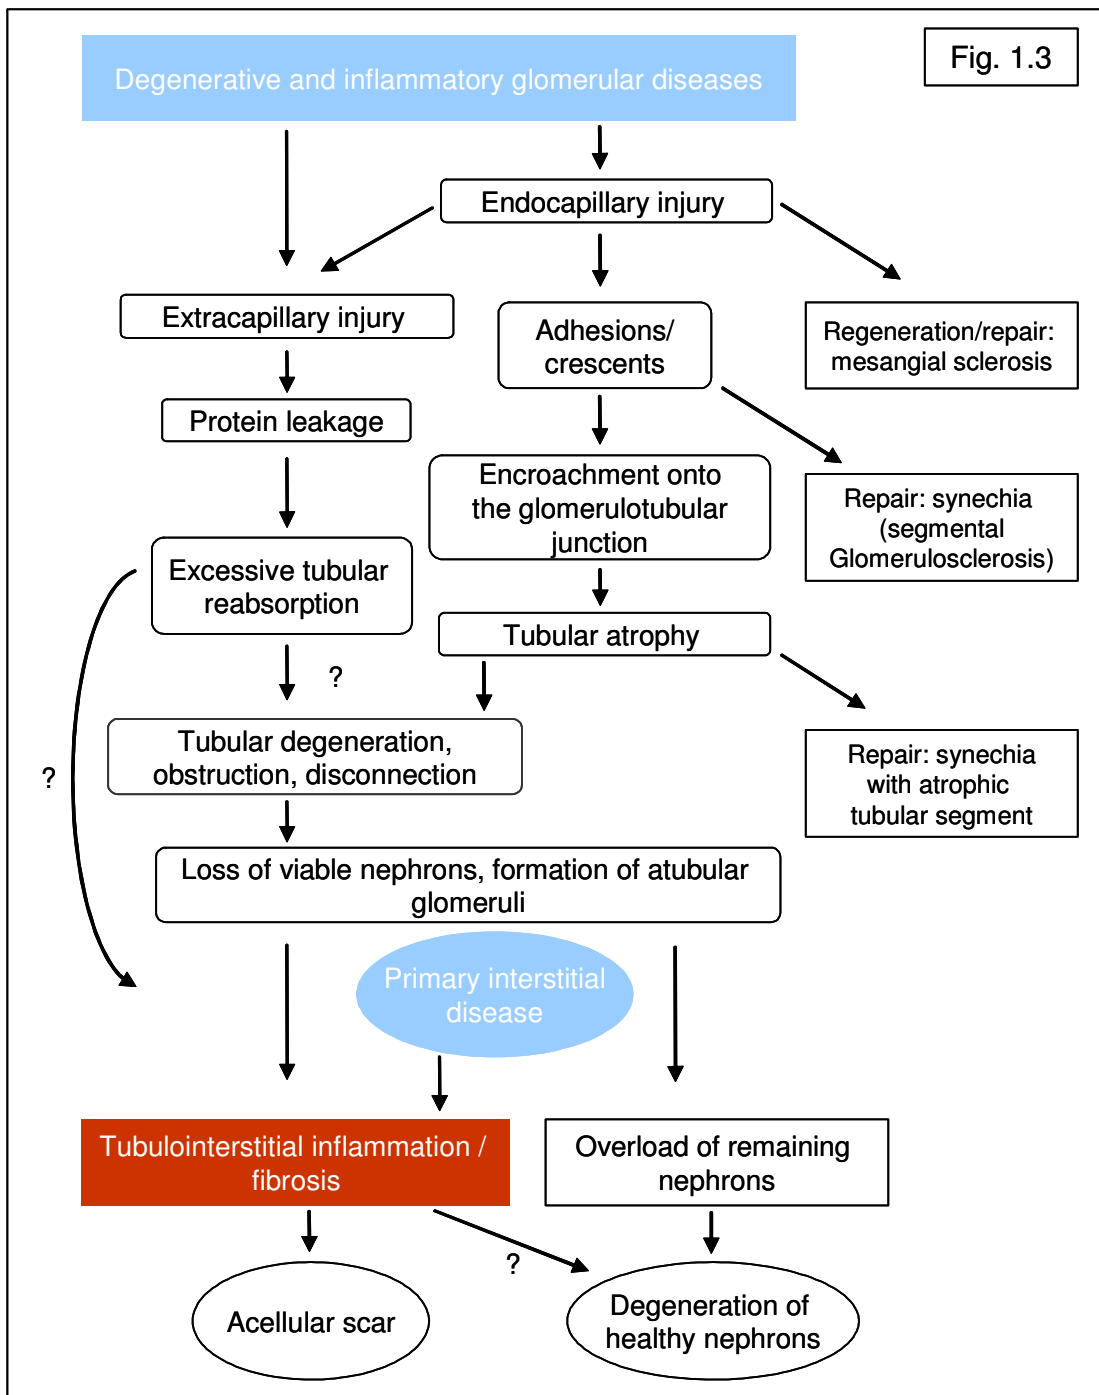 Fig. 1.3
Degenerative and inflammatory glomerular diseases
Endocapillary injury
Extracapillary injury
Adhesions/
crescents
Regeneration/repair:
mesangial sclerosis
Protein leakage
Encroachment onto
the glomerulotubular
junction
Repair: synechia
(segmental
Glomerulosclerosis)
Excessive tubular
reabsorption
Tubular atrophy
?
Tubular degeneration,
obstruction, disconnection
Repair: synechia
with atrophic
tubular segment
?
Loss of viable nephrons, formation of atubular
glomeruli
Primary interstitial
disease
Tubulointerstitial inflammation /
fibrosis
Overload of remaining
nephrons
?
Acellular scar
Degeneration of
healthy nephrons